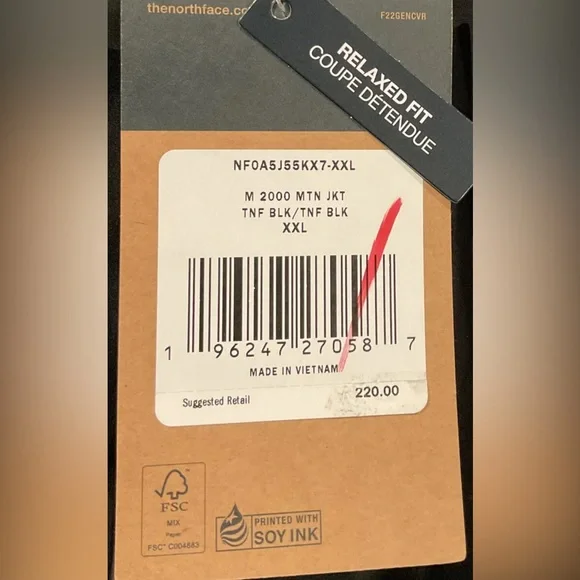 thenorthface.co
F22GENCVR
RELAXED FIT
COUPE DÉTENDUE
NF0A5J55KX7-XXL
M 2000 MTN JKT
TNF BLK/TNF BLK
XXL
1 96247 27058 7
MADE IN VIETNAM
Suggested Retail 220.00
FSC
MIX
Paper
FSC™ C004663
PRINTED WITH
SOY INK